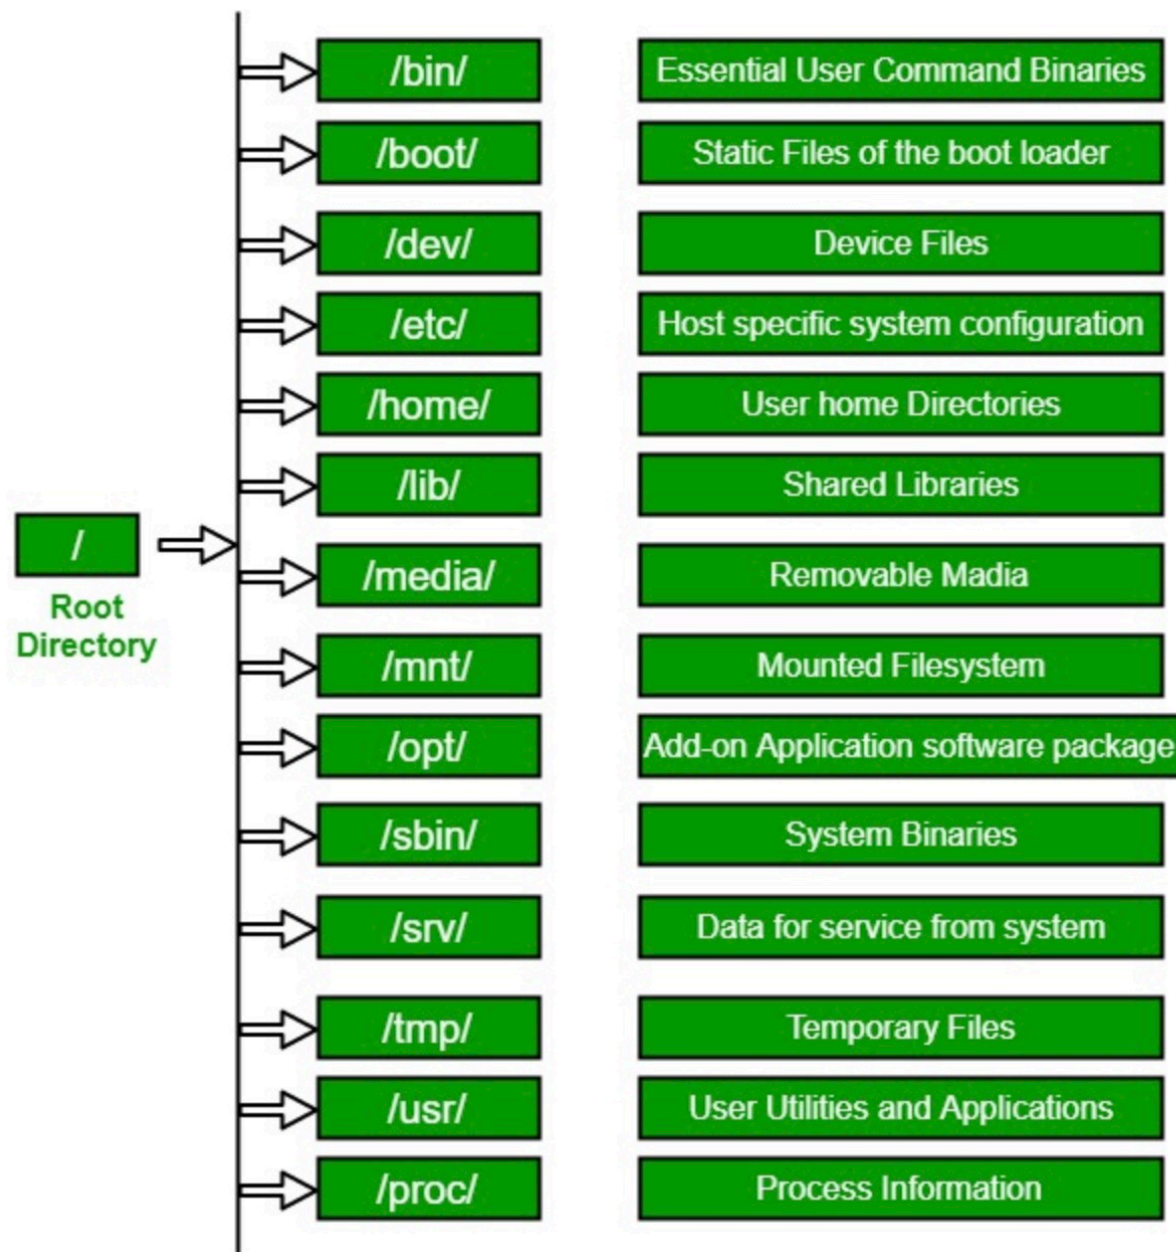 /bin/ Essential User Command Binaries
/boot/ Static Files of the boot loader
/dev/ Device Files
/etc/ Host specific system configuration
/home/ User home Directories
/lib/ Shared Libraries
/
Root
Directory
/media/ Removable Madia
/mnt/ Mounted Filesystem
/opt/ Add-on Application software package
/sbin/ System Binaries
/srv/ Data for service from system
/tmp/ Temporary Files
/usr/ User Utilities and Applications
/proc/ Process Information